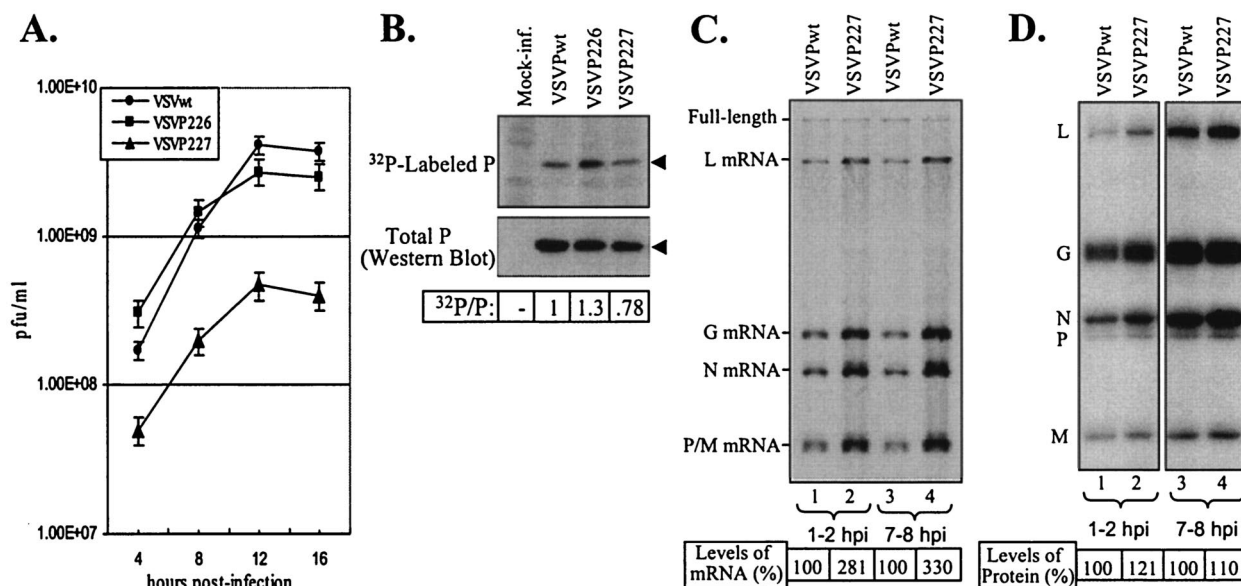 A.
1.00E+10
1.00E+09
1.00E+08
1.00E+07
pfu/ml
VSVwt
VSVP226
VSVP227
4 8 12 16
hours post-infection
B.
Mock-inf.
VSVPwt
VSVP226
VSVP227
³²P-Labeled P
Total P
(Western Blot)
³²P/P: - 1 1.3 .78
C.
VSVPwt
VSVP227
VSVPwt
VSVP227
Full-length
L mRNA
G mRNA
N mRNA
P/M mRNA
1 2 3 4
1-2 hpi 7-8 hpi
Levels of
mRNA (%) 100 281 100 330
D.
VSVPwt
VSVP227
VSVPwt
VSVP227
L
G
N
P
M
1 2 3 4
1-2 hpi 7-8 hpi
Levels of
Protein (%) 100 121 100 110